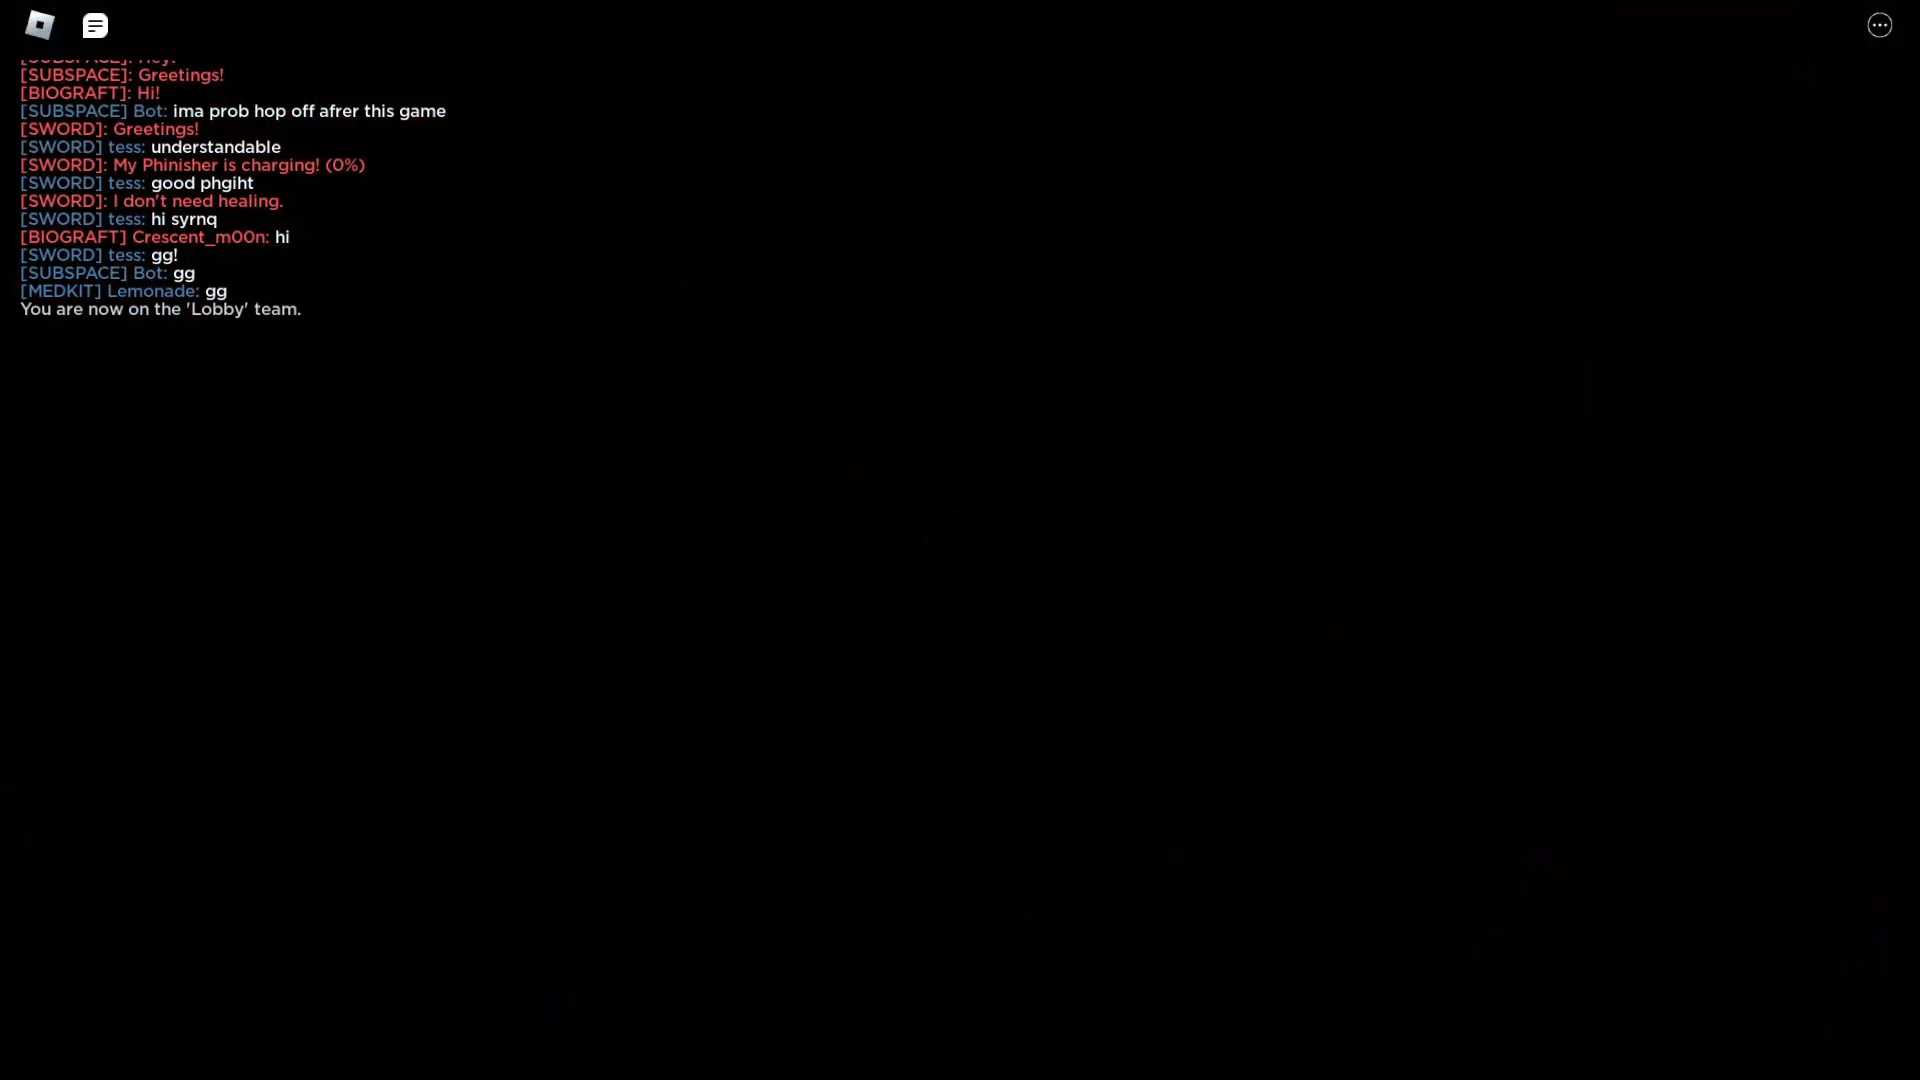 [SUBSPACE]: Hey!
[SUBSPACE]: Greetings!
[BIOGRAFT]: Hi!
[SUBSPACE] Bot: ima prob hop off afrer this game
[SWORD]: Greetings!
[SWORD] tess: understandable
[SWORD]: My Phinisher is charging! (0%)
[SWORD] tess: good phgiht
[SWORD]: I don't need healing.
[SWORD] tess: hi syrnq
[BIOGRAFT] Crescent_m00n: hi
[SWORD] tess: gg!
[SUBSPACE] Bot: gg
[MEDKIT] Lemonade: gg
You are now on the 'Lobby' team.